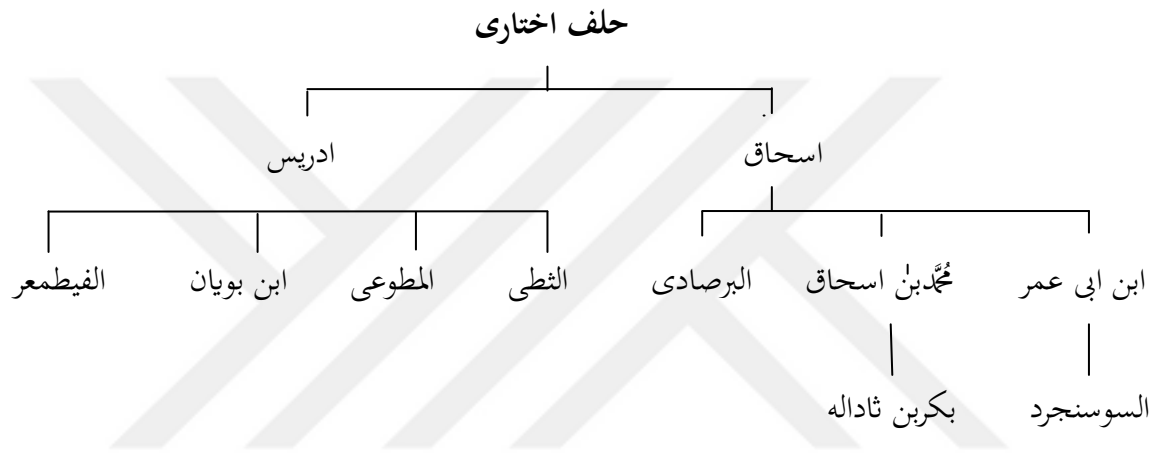 حلف اختارى
اسحاق ادريس
ابن ابى عمر مُحَّدبنٰ اسحاق البرصادى الثطى المطوعى ابن بويان الفيطمعر
السوسنجرد بكربن ثاداله